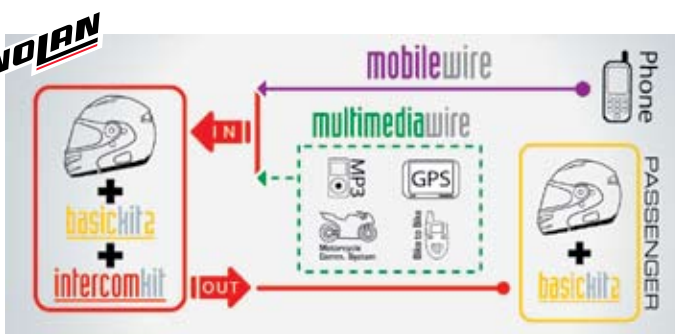 NOLAN
mobilewire
Phone
IN
multimediawire
MP3
GPS
Motorcycle
Comm. System
Bike to Bike
basickit2
intercomkit
OUT
PASSENGER
basickit2